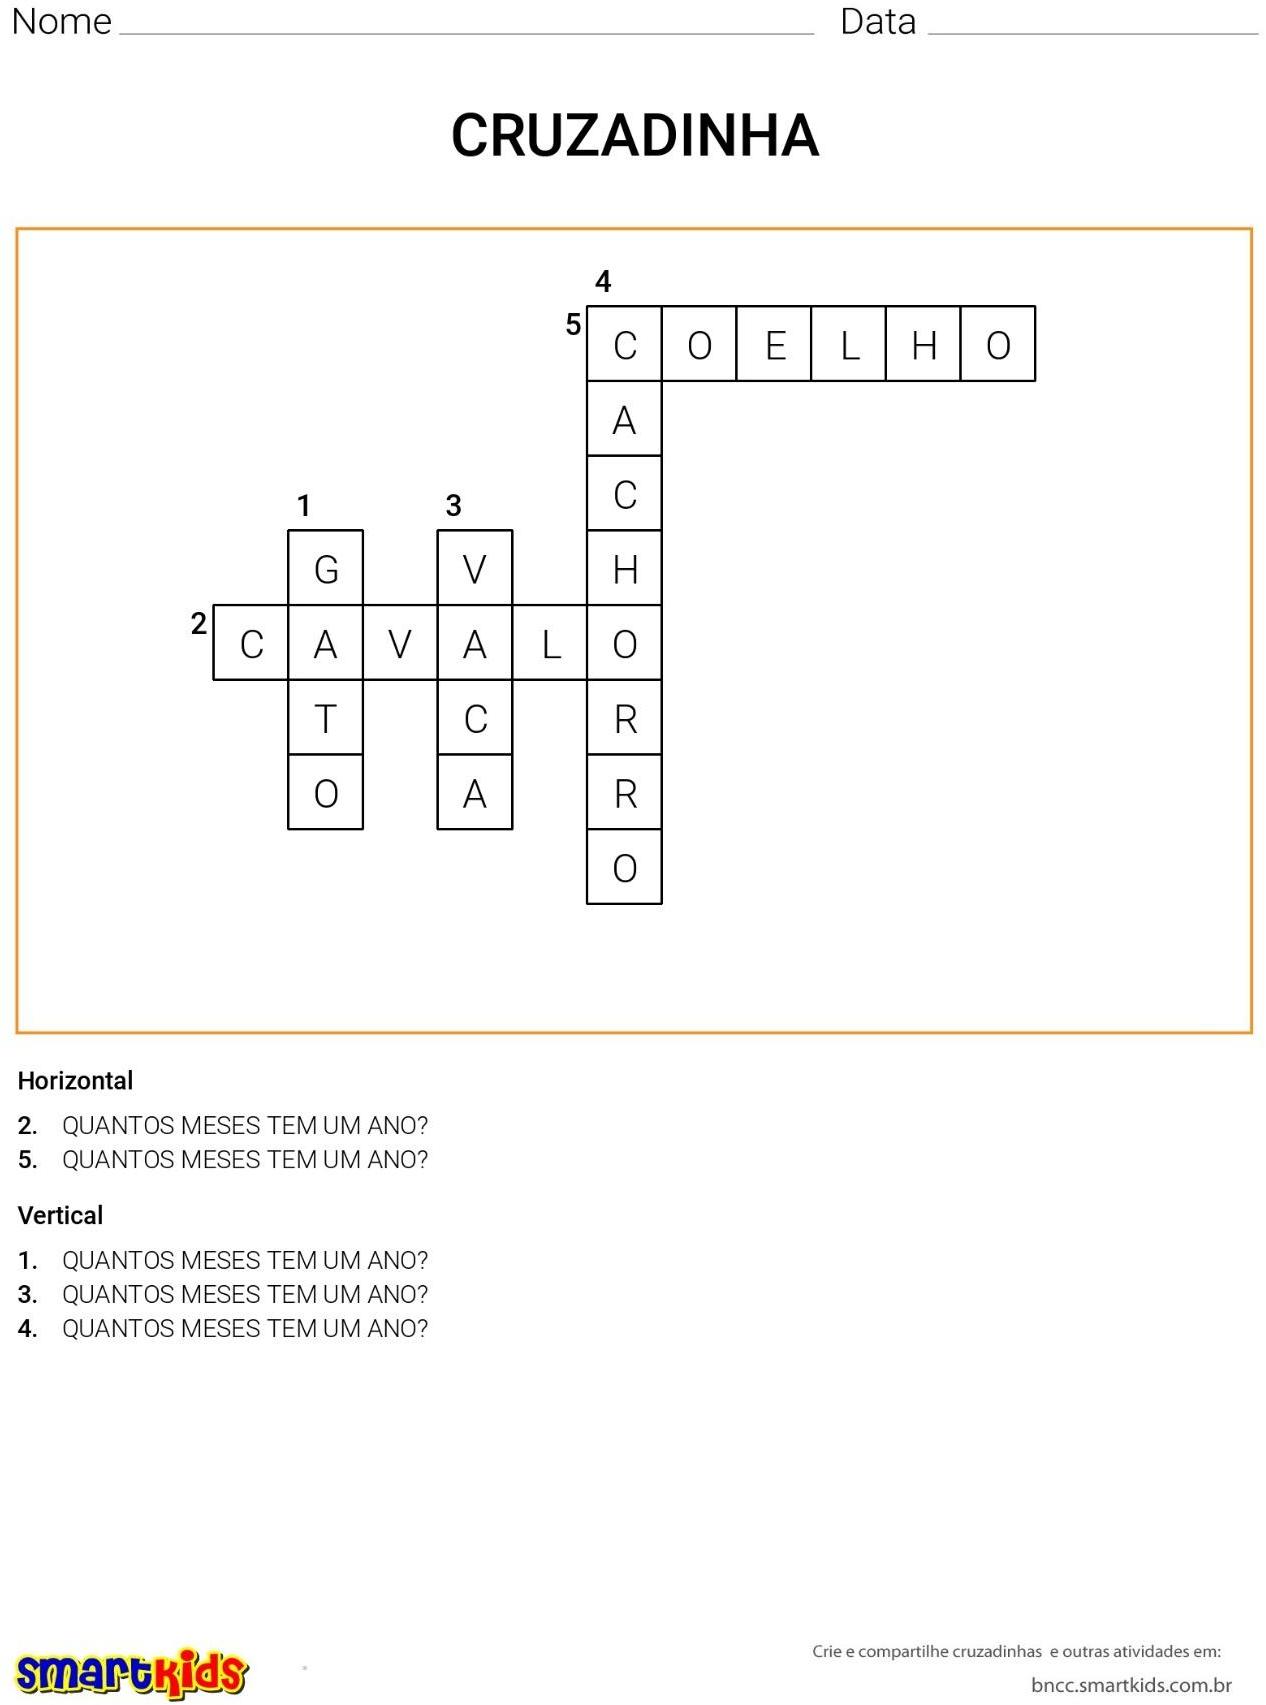 Nome Data
CRUZADINHA
4
5 C O E L H O
A
C
1 3
G V H
2 C A V A L O
T C R
O A R
O
Horizontal
2. QUANTOS MESES TEM UM ANO?
5. QUANTOS MESES TEM UM ANO?
Vertical
1. QUANTOS MESES TEM UM ANO?
3. QUANTOS MESES TEM UM ANO?
4. QUANTOS MESES TEM UM ANO?
smartkids
Crie e compartilhe cruzadinhas e outras atividades em:
bncc.smartkids.com.br